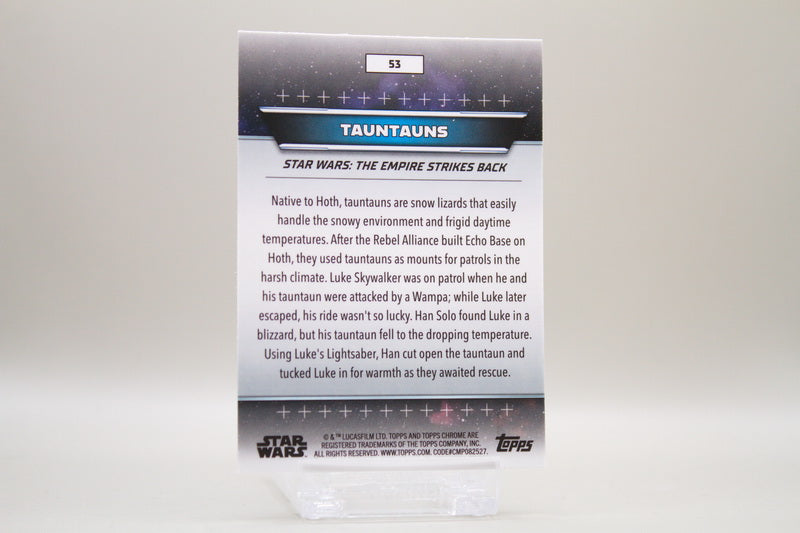 53
TAUNTAUNS
STAR WARS: THE EMPIRE STRIKES BACK
Native to Hoth, tauntauns are snow lizards that easily
handle the snowy environment and frigid daytime
temperatures. After the Rebel Alliance built Echo Base on
Hoth, they used tauntauns as mounts for patrols in the
harsh climate. Luke Skywalker was on patrol when he and
his tauntaun were attacked by a Wampa; while Luke later
escaped, his ride wasn't so lucky. Han Solo found Luke in a
blizzard, but his tauntaun fell to the dropping temperature.
Using Luke's Lightsaber, Han cut open the tauntaun and
tucked Luke in for warmth as they awaited rescue.
STAR
WARS
© & ™ LUCASFILM LTD. TOPPS AND TOPPS CHROME ARE
REGISTERED TRADEMARKS OF THE TOPPS COMPANY, INC.
ALL RIGHTS RESERVED. WWW.TOPPS.COM. CODE#CMP082527.
topps